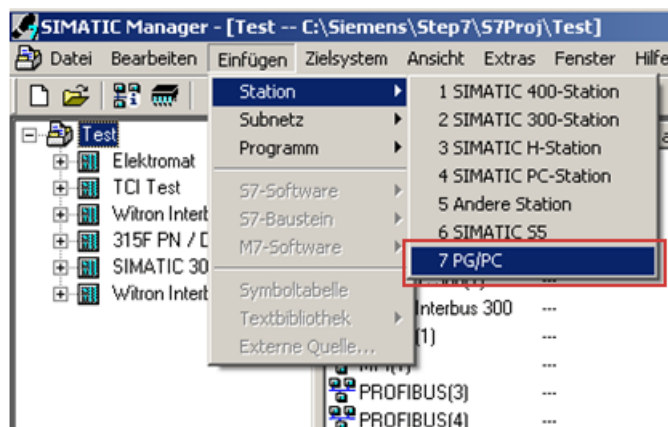 SIMATIC Manager - [Test -- C:\Siemens\Step7\S7Proj\Test]
Datei Bearbeiten Einfügen Zielsystem Ansicht Extras Fenster Hilfe
Station
Subnetz
Programm
S7-Software
S7-Baustein
M7-Software
Symboltabelle
Textbibliothek
Externe Quelle...
1 SIMATIC 400-Station
2 SIMATIC 300-Station
3 SIMATIC H-Station
4 SIMATIC PC-Station
5 Andere Station
6 SIMATIC S5
7 PG/PC
Test
Elektromat
TCI Test
Witron Interb
315F PN / D
SIMATIC 30
Witron Interb
Interbus 300 ---
(1) ---
MPI(1) ---
PROFIBUS(3) ---
PROFIBUS(4) ---